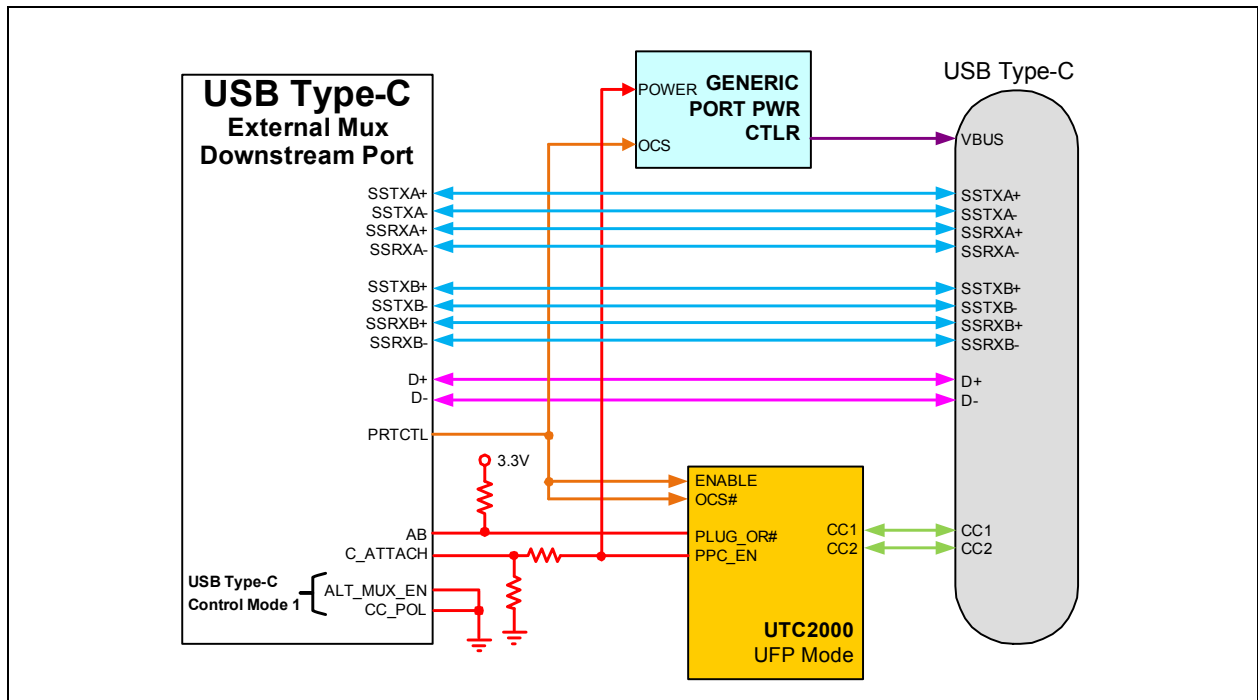 USB Type-C
External Mux
Downstream Port
SSTXA+
SSTXA-
SSRXA+
SSRXA-
SSTXB+
SSTXB-
SSRXB+
SSRXB-
D+
D-
PRTCTL
AB
C_ATTACH
ALT_MUX_EN
CC_POL
USB Type-C
Control Mode 1
3.3V
POWER
OCS
GENERIC
PORT PWR
CTLR
ENABLE
OCS#
PLUG_OR#
PPC_EN
CC1
CC2
UTC2000
UFP Mode
USB Type-C
VBUS
SSTXA+
SSTXA-
SSRXA+
SSRXA-
SSTXB+
SSTXB-
SSRXB+
SSRXB-
D+
D-
CC1
CC2